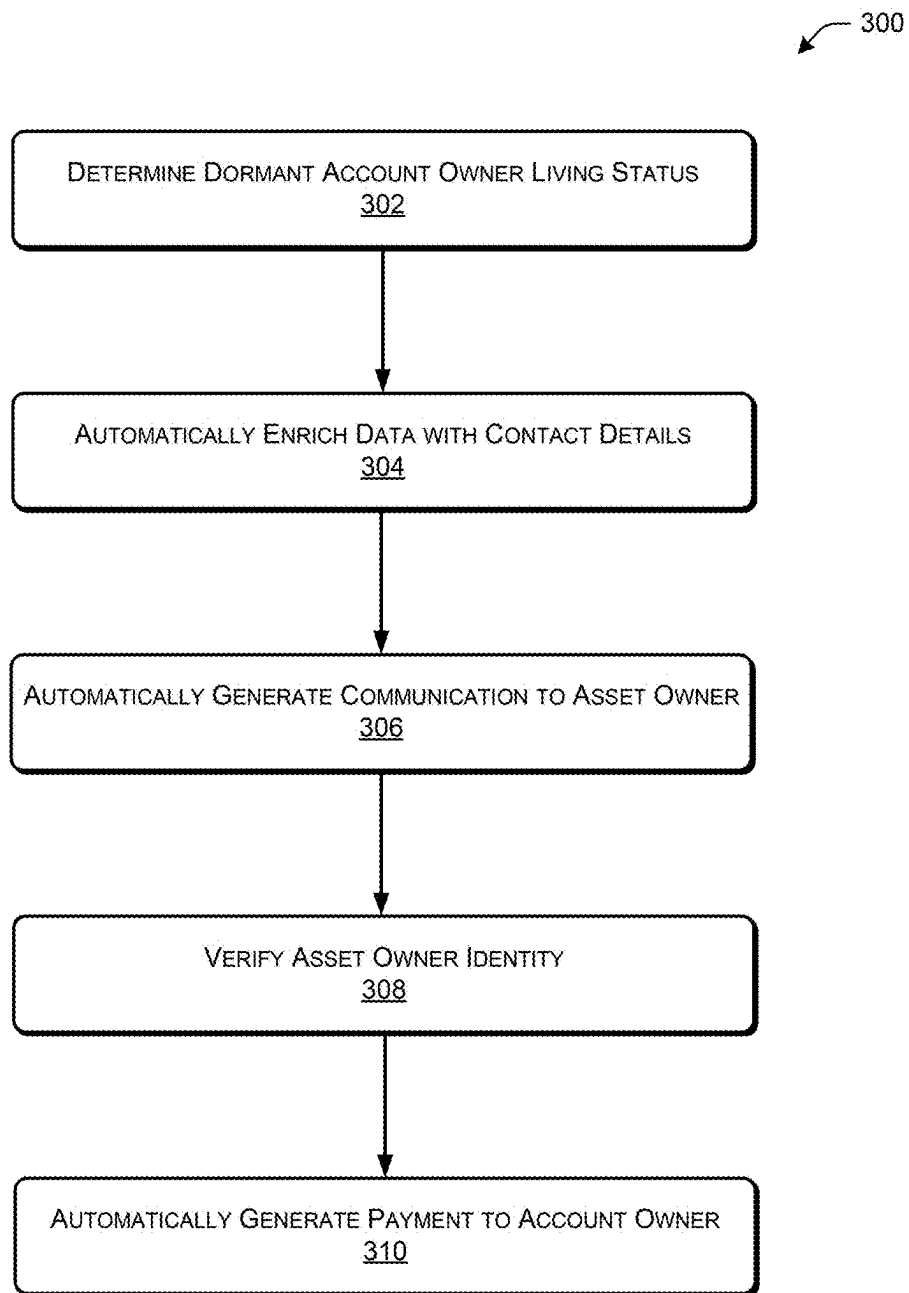 300
DETERMINE DORMANT ACCOUNT OWNER LIVING STATUS
302
AUTOMATICALLY ENRICH DATA WITH CONTACT DETAILS
304
AUTOMATICALLY GENERATE COMMUNICATION TO ASSET OWNER
306
VERIFY ASSET OWNER IDENTITY
308
AUTOMATICALLY GENERATE PAYMENT TO ACCOUNT OWNER
310